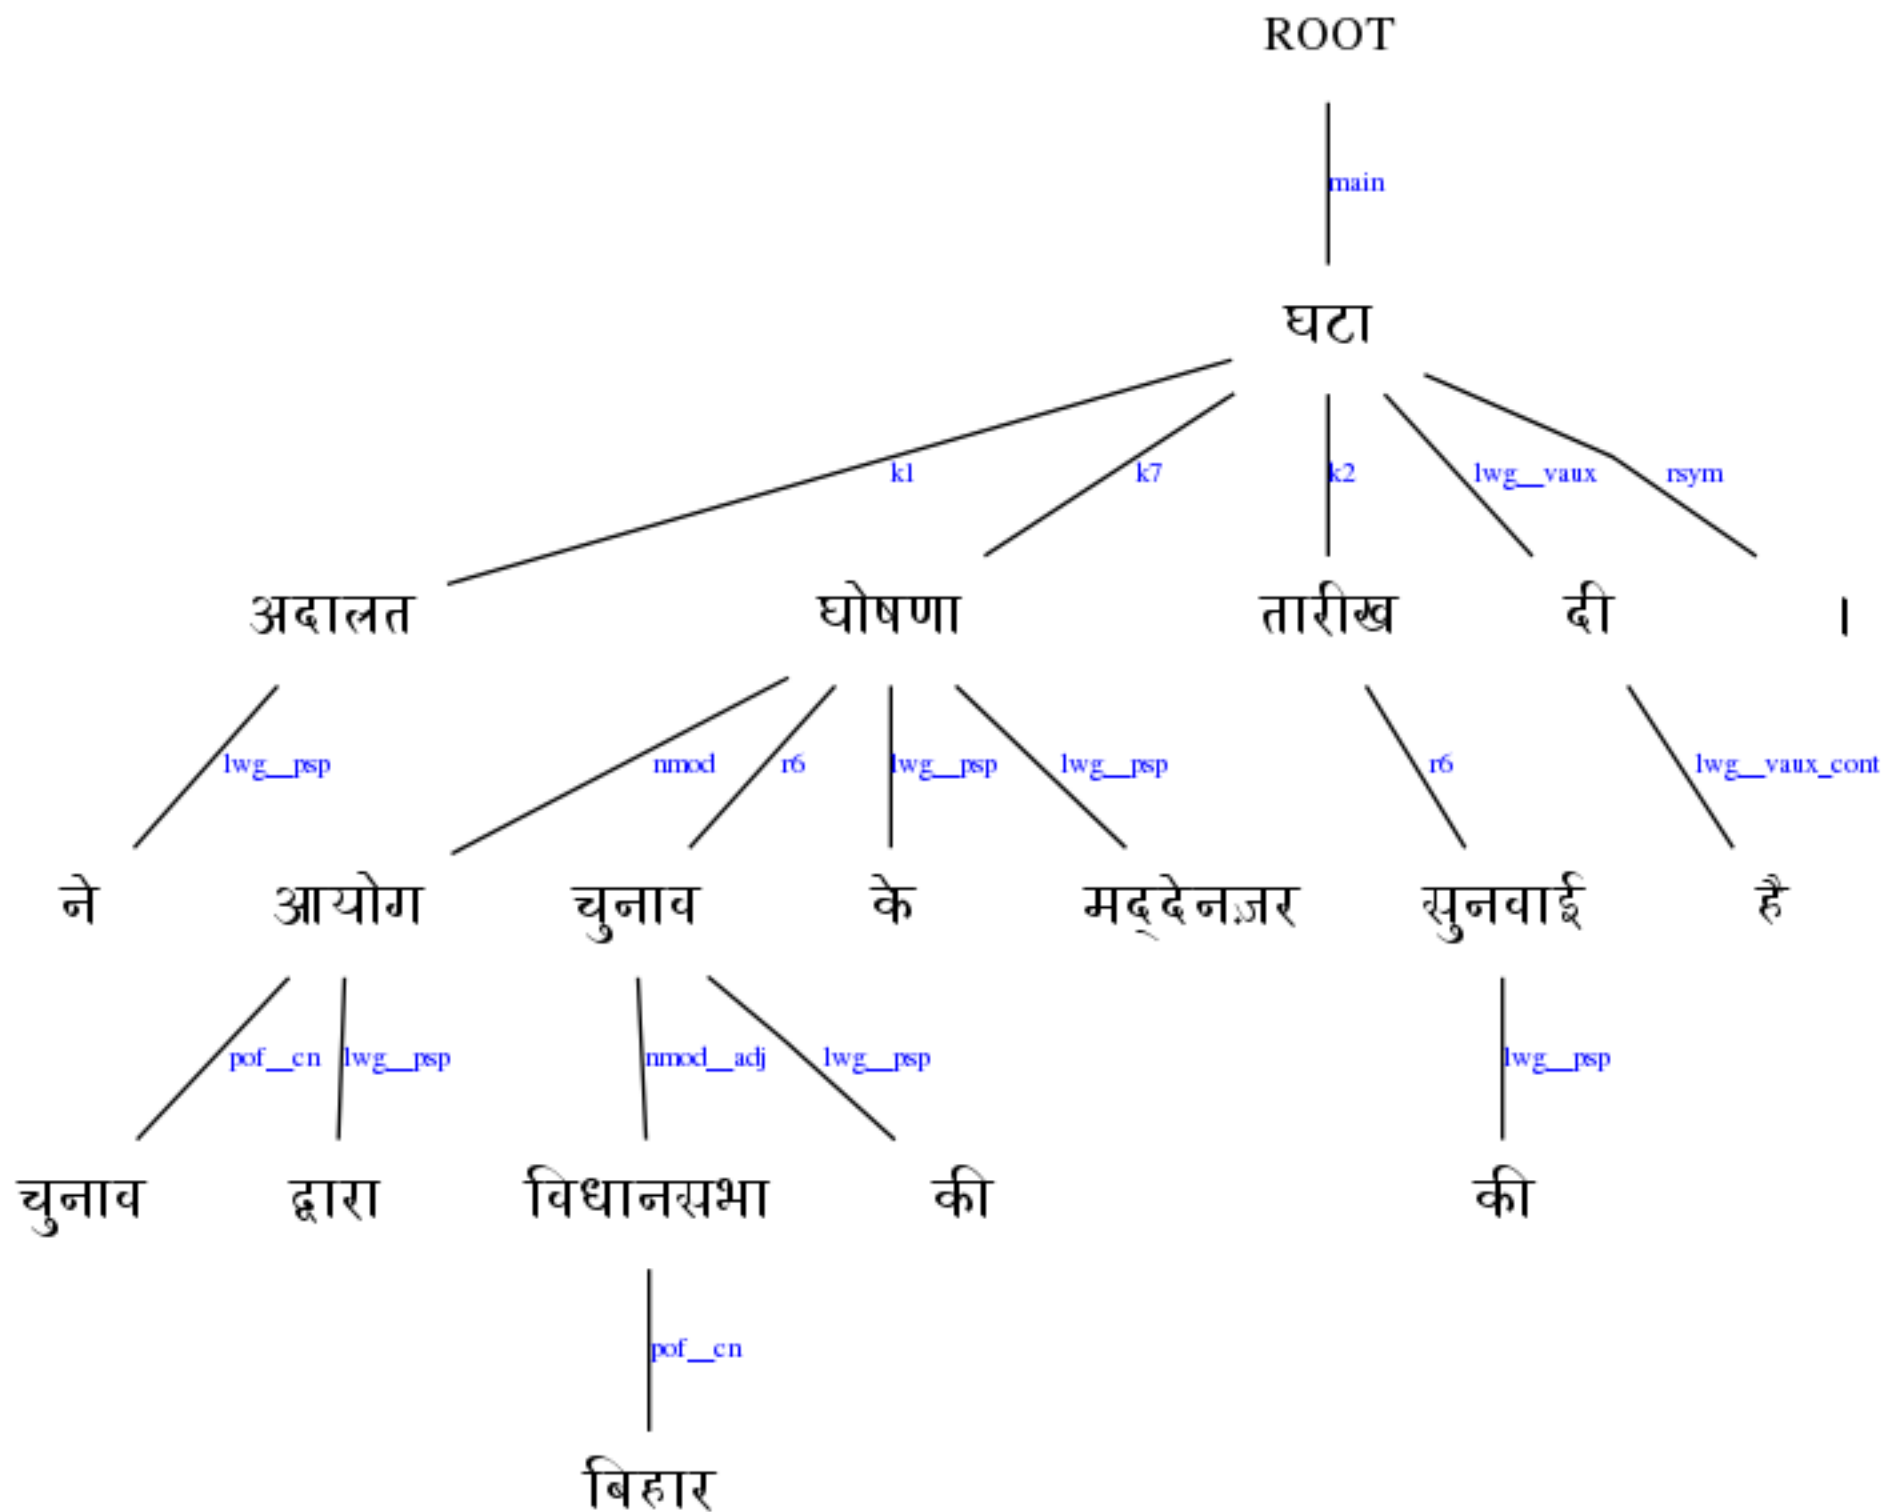 ROOT
main
घटा
k1 k7 k2 lwg__vaux rsym
अदालत घोषणा तारीख दी ।
lwg__psp nmod r6 lwg__psp lwg__psp r6 lwg__vaux_cont
ने आयोग चुनाव के मद्देनज़र सुनवाई है
pof__cn lwg__psp nmod__adj lwg__psp lwg__psp
चुनाव द्वारा विधानसभा की की
pof__cn
बिहार